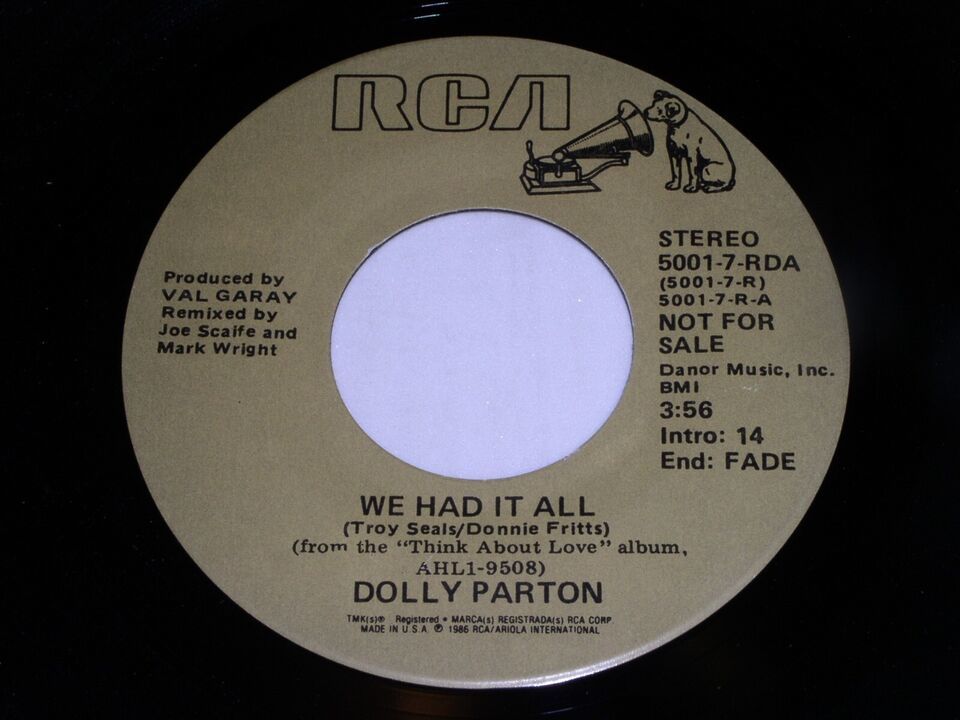 RCA
Produced by
VAL GARAY
Remixed by
Joe Scaife and
Mark Wright
STEREO
5001-7-RDA
(5001-7-R)
5001-7-R-A
NOT FOR
SALE
Danor Music, Inc.
BMI
3:56
Intro: 14
End: FADE
WE HAD IT ALL
(Troy Seals/Donnie Fritts)
(from the “Think About Love” album,
AHL1-9508)
DOLLY PARTON
TMK(s)® Registered • MARCA(s) REGISTRADA(s) RCA CORP.
MADE IN U.S.A. ℗ 1986 RCA/ARIOLA INTERNATIONAL